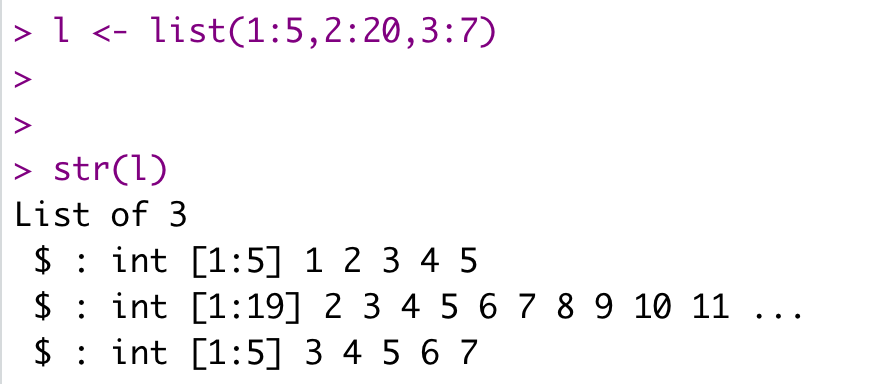 > l <- list(1:5,2:20,3:7)
>
>
> str(l)
List of 3
 $ : int [1:5] 1 2 3 4 5
 $ : int [1:19] 2 3 4 5 6 7 8 9 10 11 ...
 $ : int [1:5] 3 4 5 6 7